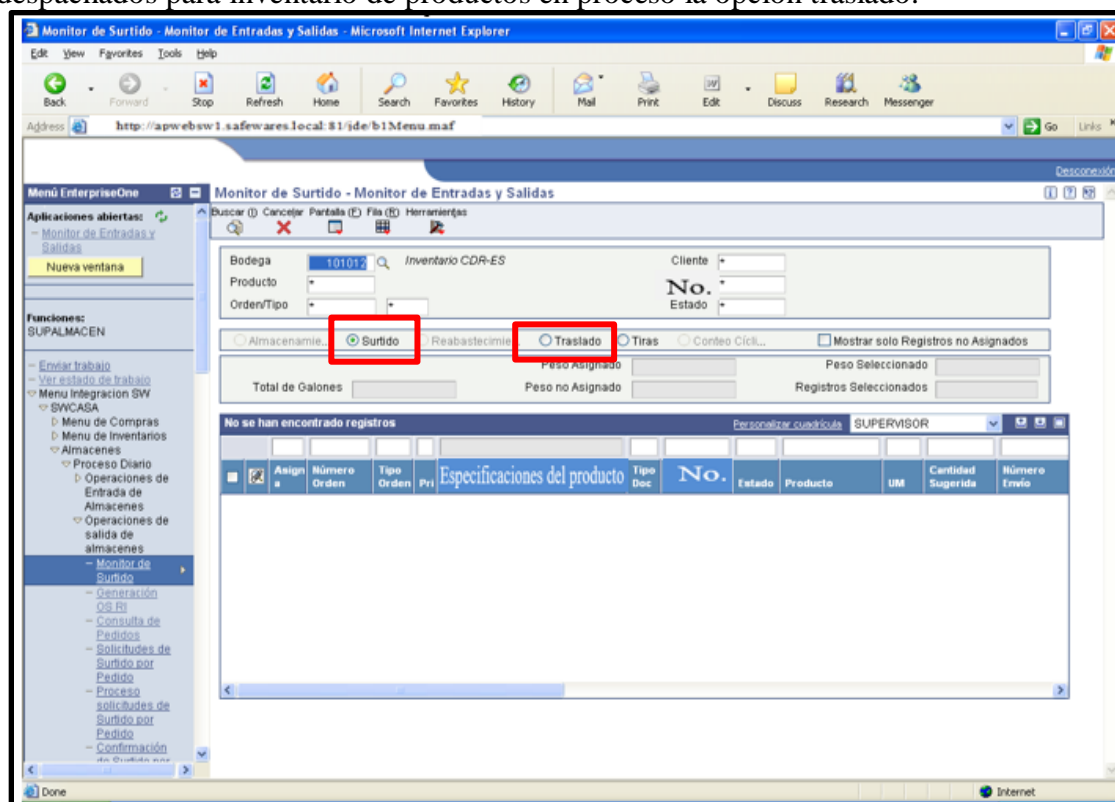 despachados para inventario de productos en proceso la opción traslado.
Monitor de Surtido - Monitor de Entradas y Salidas - Microsoft Internet Explorer
Edit View Favorites Tools Help
Back Forward Stop Refresh Home Search Favorites History Mail Print Edit Discuss Research Messenger
Address http://apwebsw1.safewares.local:81/jde/b1Menu.maf Go Links
Desconexión
Menú EnterpriseOne
Monitor de Surtido - Monitor de Entradas y Salidas
Aplicaciones abiertas:
Buscar (I) Cancelar Pantalla (F) Fila (R) Herramientas
− Monitor de Entradas y
Salidas
Nueva ventana
Bodega 101012 Inventario CDR-ES Cliente *
Producto * No. *
Orden/Tipo * * Estado *
Funciones:
SUPALMACEN
Almacenamie... Surtido Reabastecimie... Traslado Tiras Conteo Cícli... Mostrar solo Registros no Asignados
Peso Asignado Peso Seleccionado
Total de Galones Peso no Asignado Registros Seleccionados
− Enviar trabajo
− Ver estado de trabajo
Menu Integracion SW
SWCASA
Menu de Compras
Menu de Inventarios
Almacenes
Proceso Diario
Operaciones de
Entrada de
Almacenes
Operaciones de
salida de
almacenes
− Monitor de
Surtido
− Generación
OS RI
− Consulta de
Pedidos
− Solicitudes de
Surtido por
Pedido
− Proceso
solicitudes de
Surtido por
Pedido
− Confirmación
de Surtido por
No se han encontrado registros Personalizar cuadrícula SUPERVISOR
Asign
a Número
Orden Tipo
Orden Pri Especificaciones del producto Tipo
Doc No. Estado Producto UM Cantidad
Sugerida Número
Envío
Done Internet